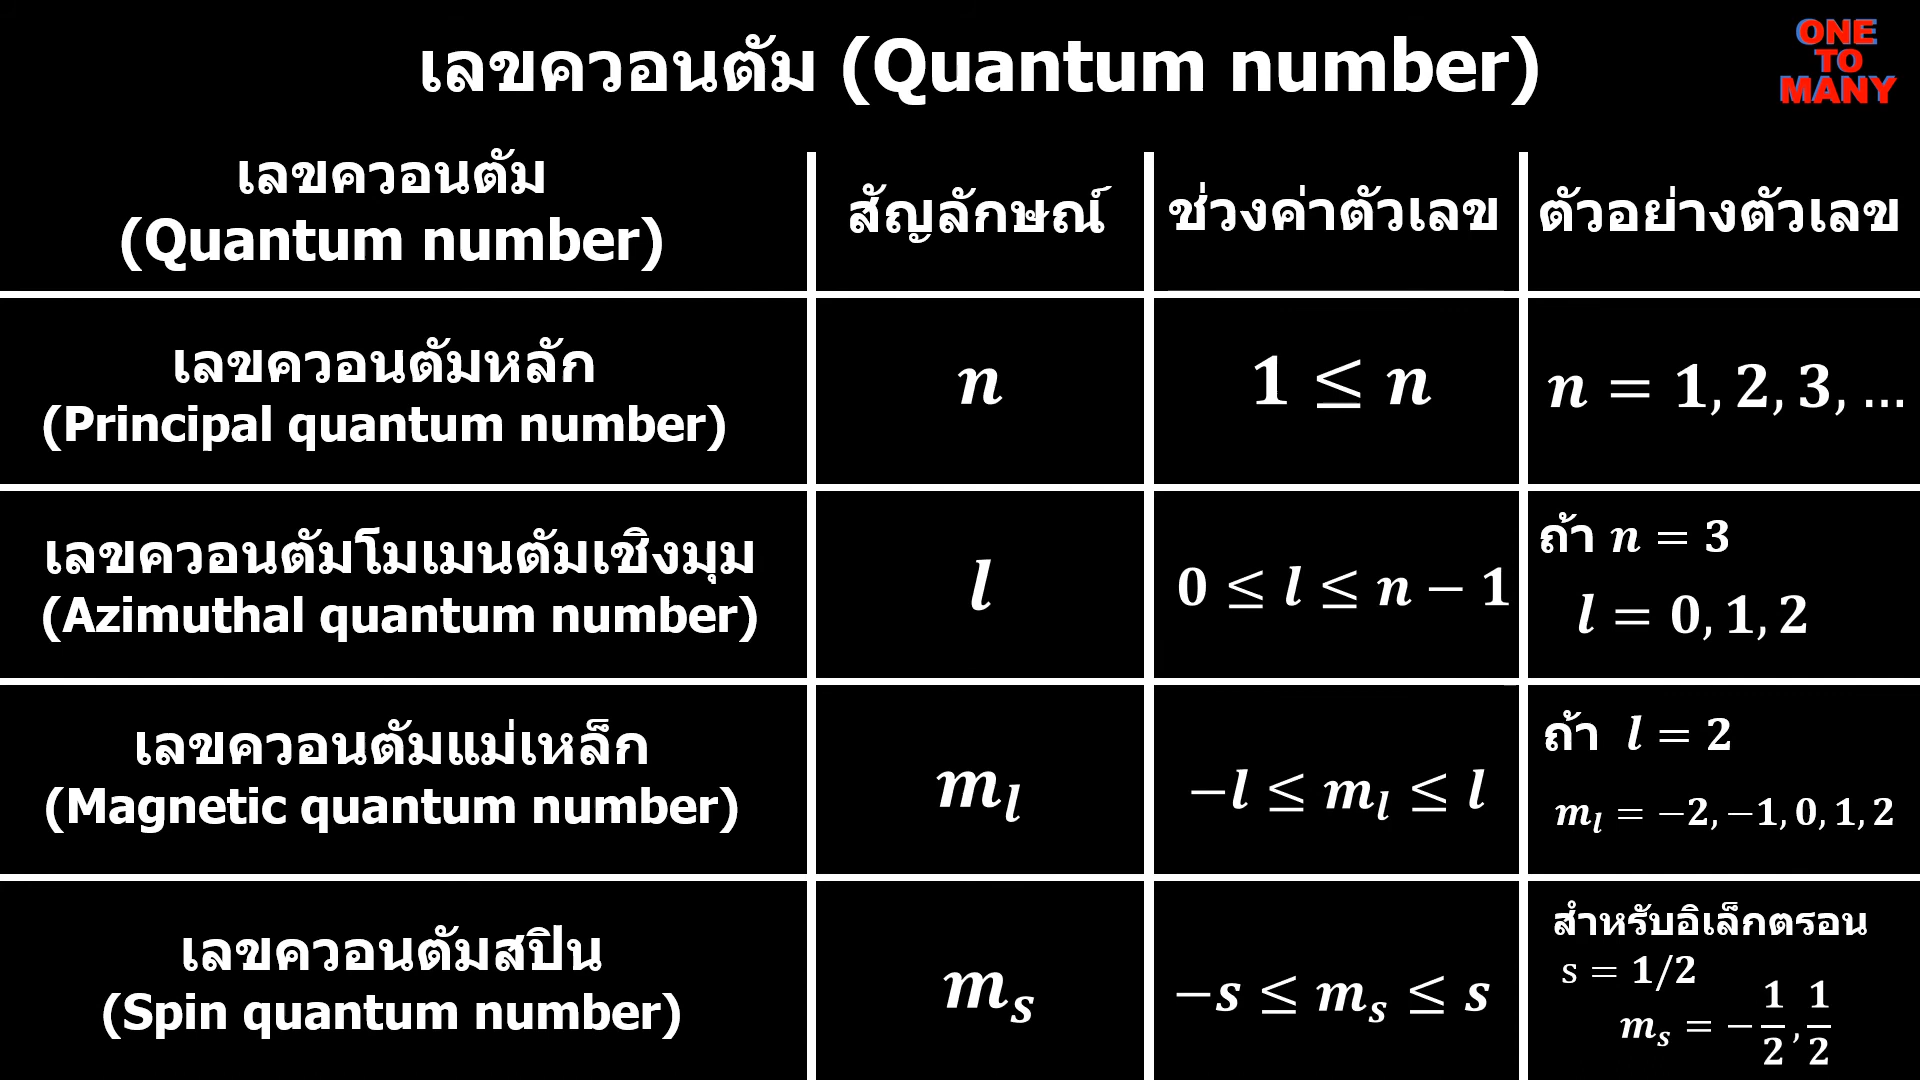 เลขควอนตัม (Quantum number)
ONE
TO
MANY
เลขควอนตัม
(Quantum number)
สัญลักษณ์
ช่วงค่าตัวเลข
ตัวอย่างตัวเลข
เลขควอนตัมหลัก
(Principal quantum number)
n
1 ≤ n
n = 1, 2, 3, …
เลขควอนตัมโมเมนตัมเชิงมุม
(Azimuthal quantum number)
l
0 ≤ l ≤ n − 1
ถ้า n = 3
l = 0, 1, 2
เลขควอนตัมแม่เหล็ก
(Magnetic quantum number)
mₗ
−l ≤ mₗ ≤ l
ถ้า l = 2
mₗ = −2, −1, 0, 1, 2
เลขควอนตัมสปิน
(Spin quantum number)
mₛ
−s ≤ mₛ ≤ s
สำหรับอิเล็กตรอน
s = 1/2
mₛ = −1/2, 1/2